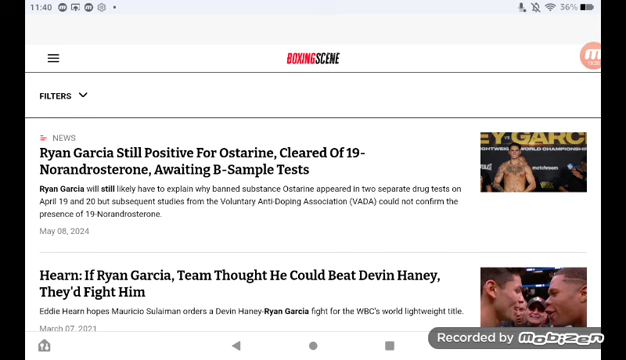 11:40
36%
BOXINGSCENE
FILTERS
NEWS
Ryan Garcia Still Positive For Ostarine, Cleared Of 19-
Norandrosterone, Awaiting B-Sample Tests
Ryan Garcia will still likely have to explain why banned substance Ostarine appeared in two separate drug tests on
April 19 and 20 but subsequent studies from the Voluntary Anti-Doping Association (VADA) could not confirm the
presence of 19-Norandrosterone.
May 08, 2024
Hearn: If Ryan Garcia, Team Thought He Could Beat Devin Haney,
They'd Fight Him
Eddie Hearn hopes Mauricio Sulaiman orders a Devin Haney-Ryan Garcia fight for the WBC's world lightweight title.
March 07, 2021
Recorded by mobizen